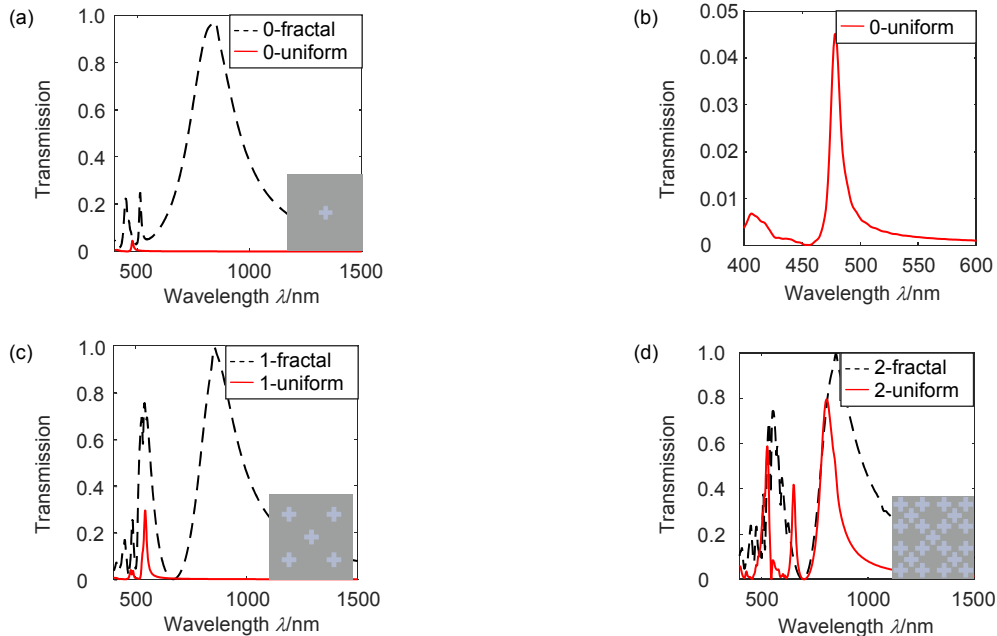 (a)
1.0
0.8
0.6
0.4
0.2
0
Transmission
0-fractal
0-uniform
500
1000
1500
Wavelength λ/nm
(b)
0.05
0.04
0.03
0.02
0.01
0
Transmission
0-uniform
400
450
500
550
600
Wavelength λ/nm
(c)
1.0
0.8
0.6
0.4
0.2
0
Transmission
1-fractal
1-uniform
500
1000
1500
Wavelength λ/nm
(d)
1.0
0.8
0.6
0.4
0.2
0
Transmission
2-fractal
2-uniform
500
1000
1500
Wavelength λ/nm